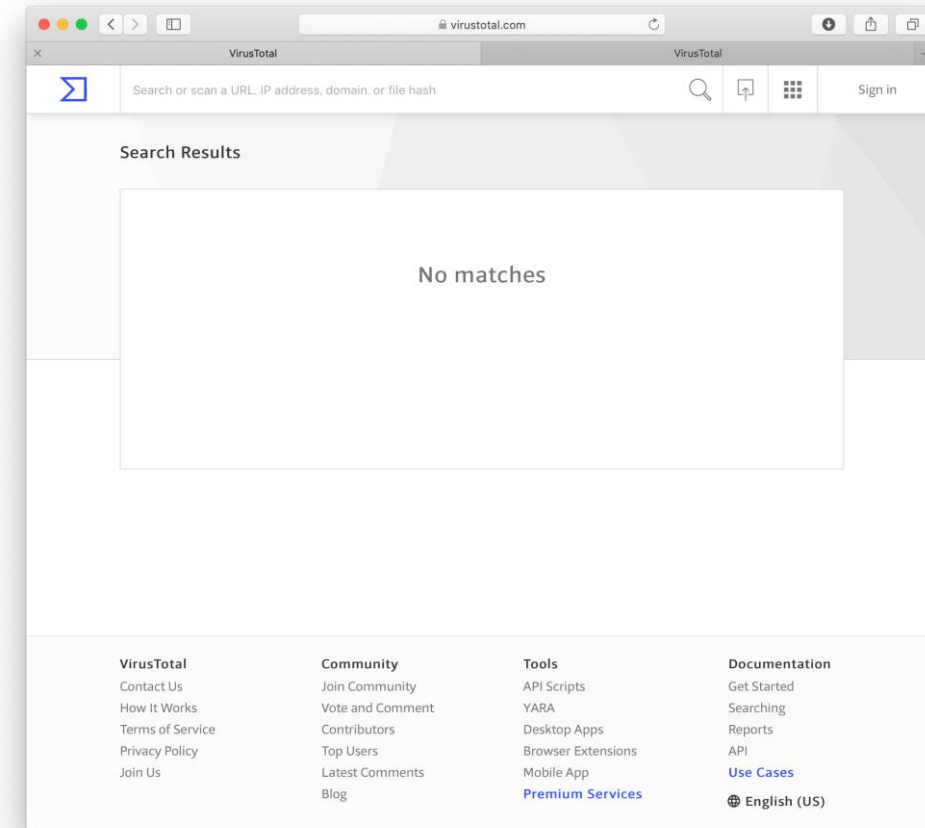 virustotal.com
VirusTotal
VirusTotal
Search or scan a URL, IP address, domain, or file hash
Sign in
Search Results
No matches
VirusTotal
Contact Us
How It Works
Terms of Service
Privacy Policy
Join Us
Community
Join Community
Vote and Comment
Contributors
Top Users
Latest Comments
Blog
Tools
API Scripts
YARA
Desktop Apps
Browser Extensions
Mobile App
Premium Services
Documentation
Get Started
Searching
Reports
API
Use Cases
English (US)